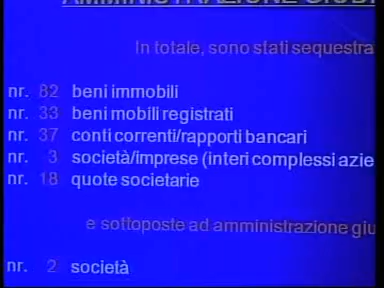 AMMINISTRAZIONE GIUDI
In totale, sono stati sequestra
nr. 82 beni immobili
nr. 33 beni mobili registrati
nr. 37 conti correnti/rapporti bancari
nr. 3 società/imprese (interi complessi azie
nr. 18 quote societarie
e sottoposte ad amministrazione giu
nr. 2 società